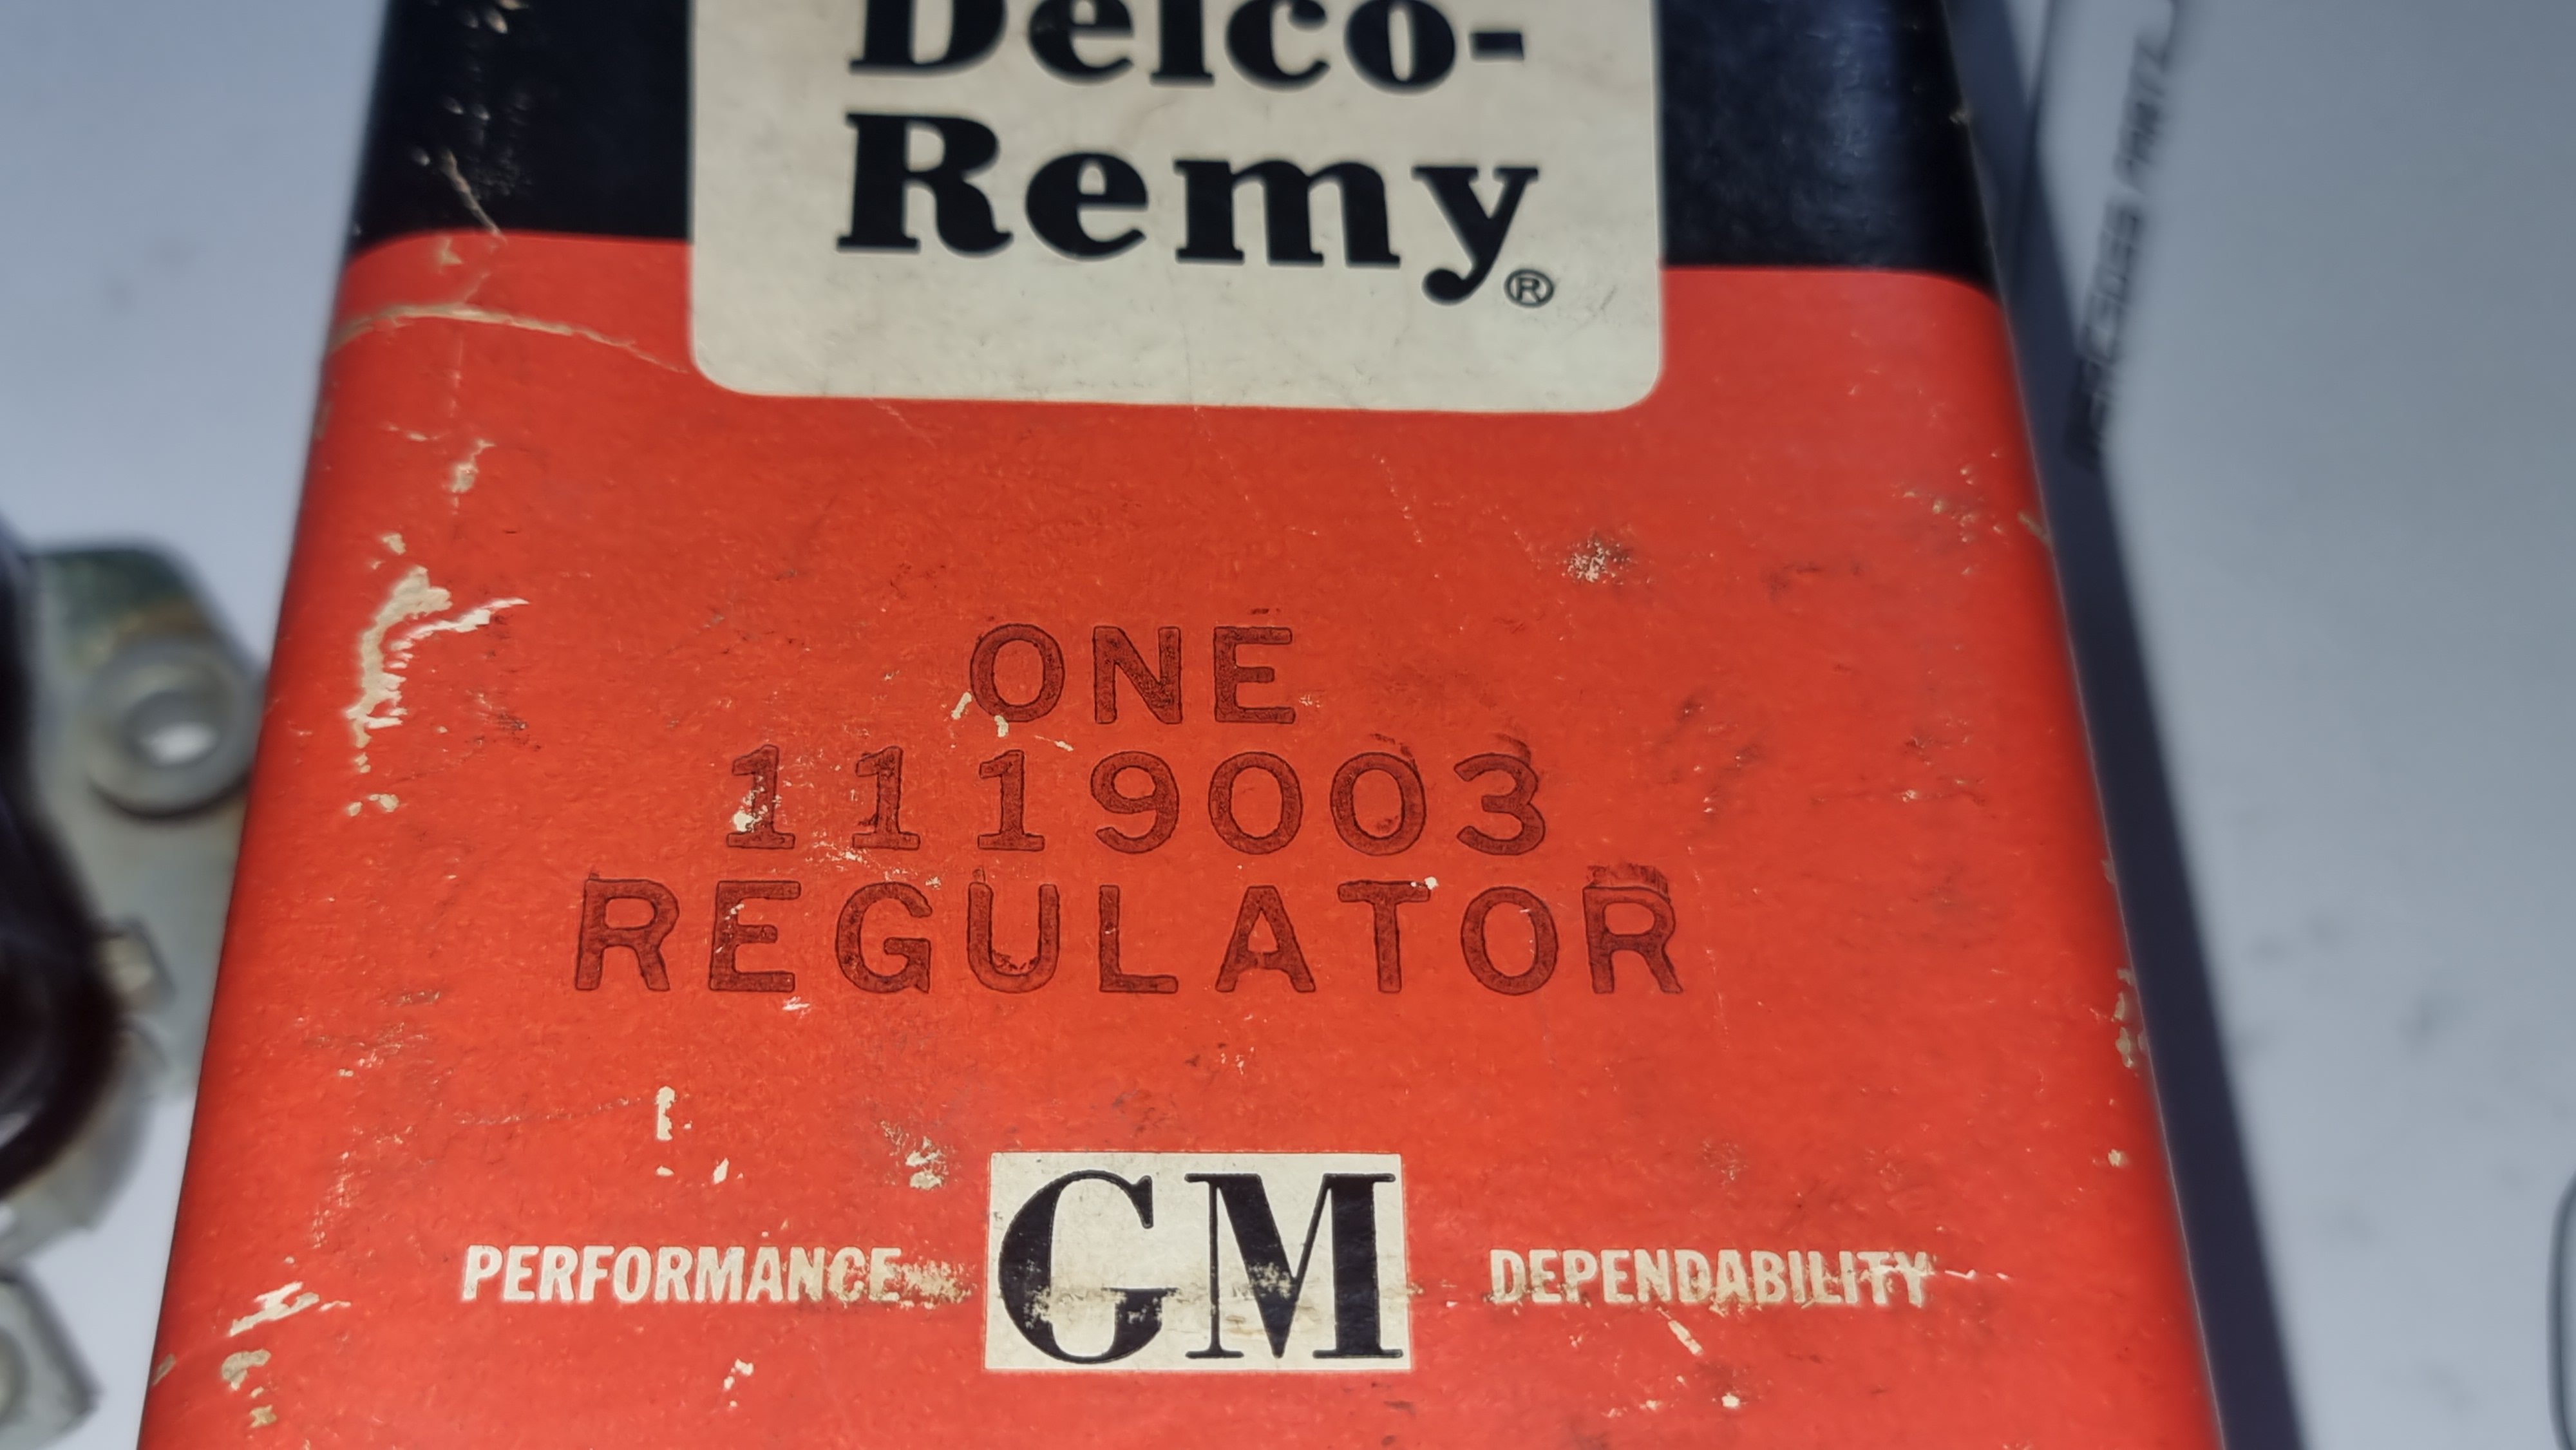 Delco-
Remy®
ONE
1119003
REGULATOR
PERFORMANCE GM DEPENDABILITY